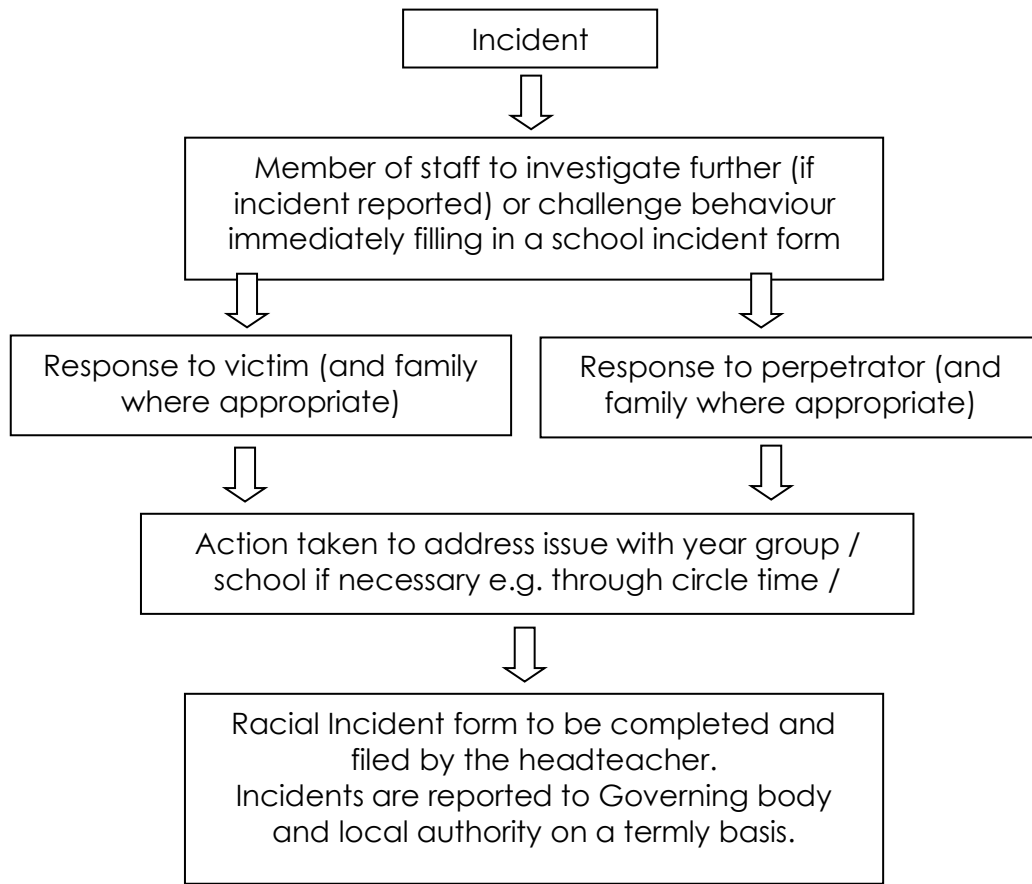 Incident
Member of staff to investigate further (if
incident reported) or challenge behaviour
immediately filling in a school incident form
Response to victim (and family
where appropriate)
Response to perpetrator (and
family where appropriate)
Action taken to address issue with year group /
school if necessary e.g. through circle time /
Racial Incident form to be completed and
filed by the headteacher.
Incidents are reported to Governing body
and local authority on a termly basis.